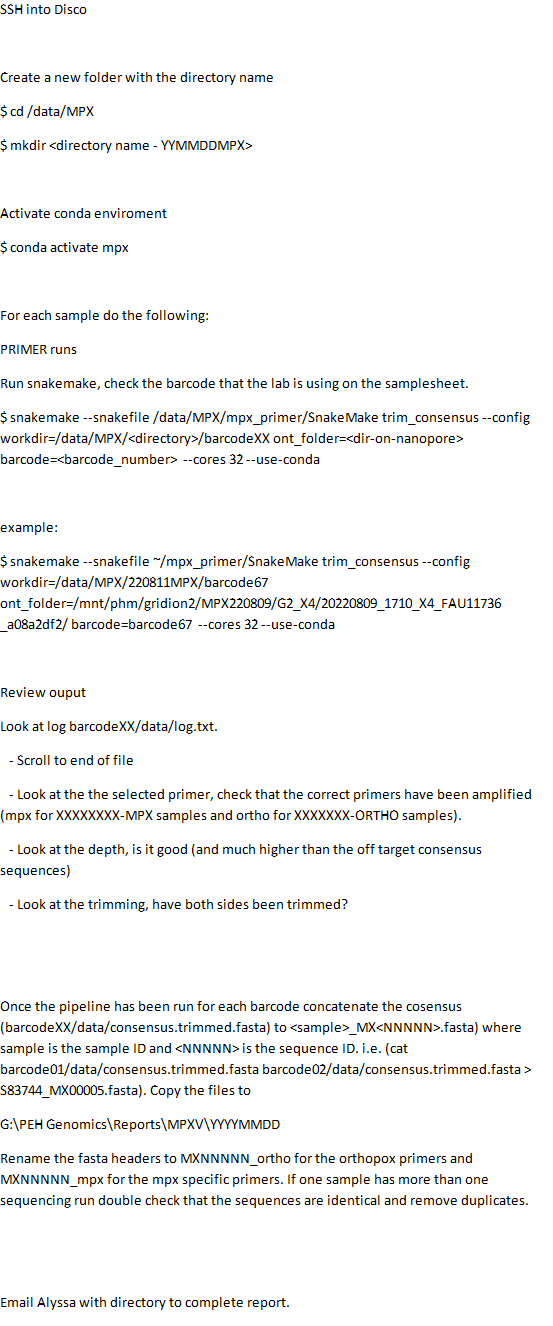 SSH into Disco
Create a new folder with the directory name
$ cd /data/MPX
$ mkdir <directory name - YYMMDDMPX>
Activate conda enviroment
$ conda activate mpx
For each sample do the following:
PRIMER runs
Run snakemake, check the barcode that the lab is using on the samplesheet.
$ snakemake --snakefile /data/MPX/mpx_primer/SnakeMake trim_consensus --config
workdir=/data/MPX/<directory>/barcodeXX ont_folder=<dir-on-nanopore>
barcode=<barcode_number>  --cores 32 --use-conda
example:
$ snakemake --snakefile ~/mpx_primer/SnakeMake trim_consensus --config
workdir=/data/MPX/220811MPX/barcode67
ont_folder=/mnt/phm/gridion2/MPX220809/G2_X4/20220809_1710_X4_FAU11736
_a08a2df2/ barcode=barcode67  --cores 32 --use-conda
Review ouput
Look at log barcodeXX/data/log.txt.
- Scroll to end of file
- Look at the the selected primer, check that the correct primers have been amplified
(mpx for XXXXXXXX-MPX samples and ortho for XXXXXXX-ORTHO samples).
- Look at the depth, is it good (and much higher than the off target consensus
sequences)
- Look at the trimming, have both sides been trimmed?
Once the pipeline has been run for each barcode concatenate the cosensus
(barcodeXX/data/consensus.trimmed.fasta) to <sample>_MX<NNNNN>.fasta) where
sample is the sample ID and <NNNNN> is the sequence ID. i.e. (cat
barcode01/data/consensus.trimmed.fasta barcode02/data/consensus.trimmed.fasta >
S83744_MX00005.fasta). Copy the files to
G:\PEH Genomics\Reports\MPXV\YYYYMMDD
Rename the fasta headers to MXNNNNN_ortho for the orthopox primers and
MXNNNNN_mpx for the mpx specific primers. If one sample has more than one
sequencing run double check that the sequences are identical and remove duplicates.
Email Alyssa with directory to complete report.